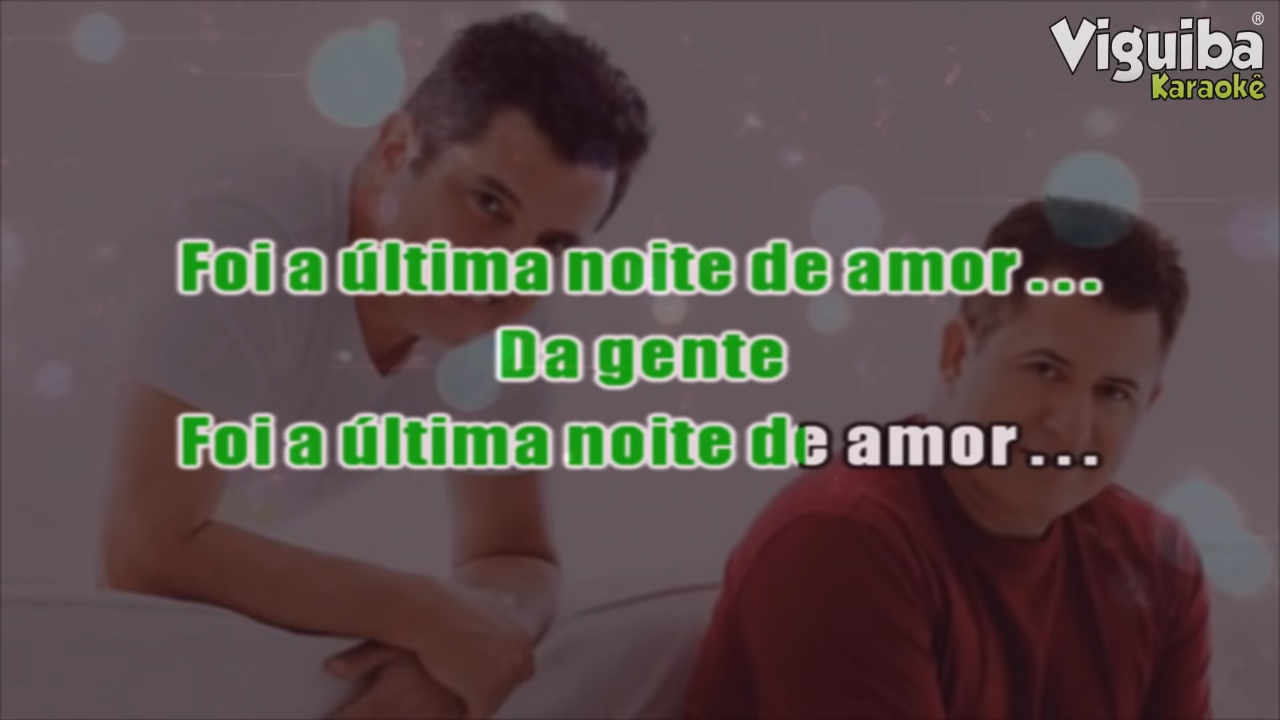 Viguiba®
Karaokê
Foi a última noite de amor...
Da gente
Foi a última noite de amor...